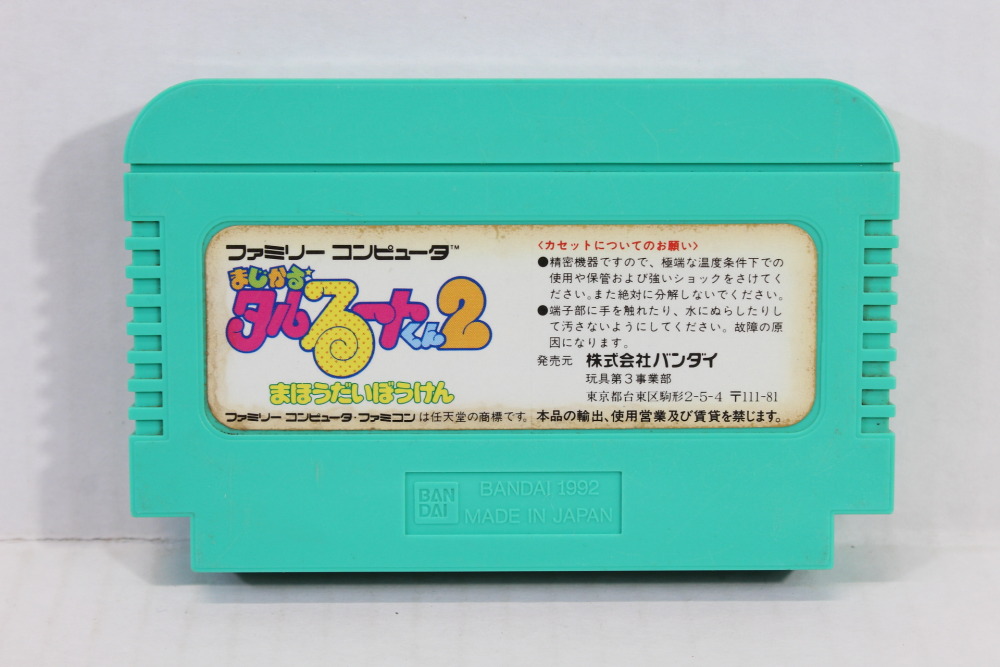 ファミリー コンピュータ™
まじかる
タルるートくん2
まほうだいぼうけん
〈カセットについてのお願い〉
●精密機器ですので、極端な温度条件下での
使用や保管および強いショックをさけてく
ださい。また絶対に分解しないでください。
●端子部に手を触れたり、水にぬらしたりし
て汚さないようにしてください。故障の原
因になります。
発売元 株式会社バンダイ
玩具第3事業部
東京都台東区駒形2-5-4 〒111-81
ファミリー コンピュータ・ファミコン は任天堂の商標です。本品の輸出、使用営業及び賃貸を禁じます。
BAN
DAI
BANDAI 1992
MADE IN JAPAN